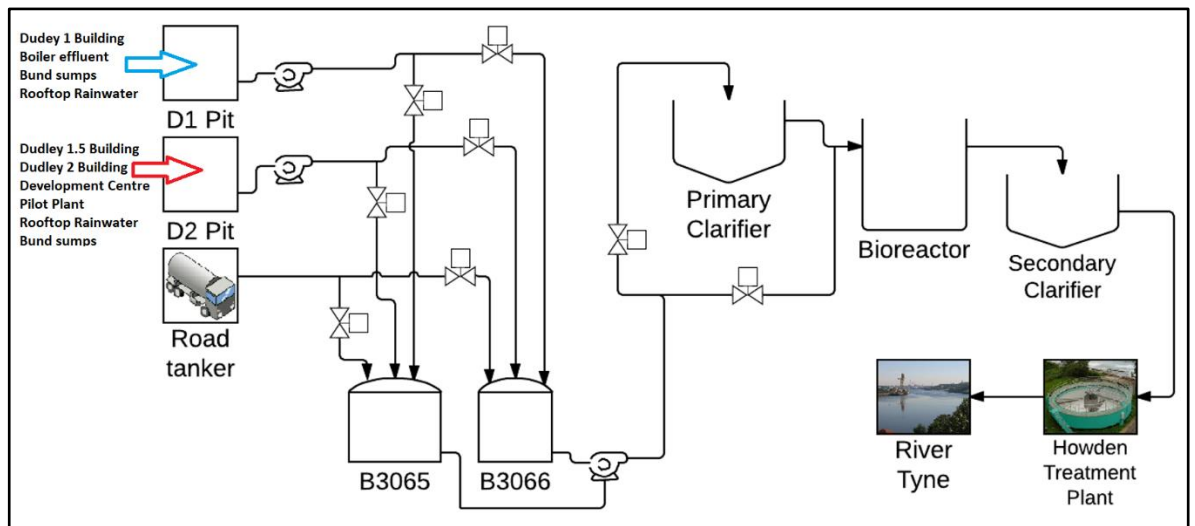 Dudey 1 Building
Boiler effluent
Bund sumps
Rooftop Rainwater
D1 Pit
Dudley 1.5 Building
Dudley 2 Building
Development Centre
Pilot Plant
Rooftop Rainwater
Bund sumps
D2 Pit
Road
tanker
B3065
B3066
Primary
Clarifier
Bioreactor
Secondary
Clarifier
River
Tyne
Howden
Treatment
Plant